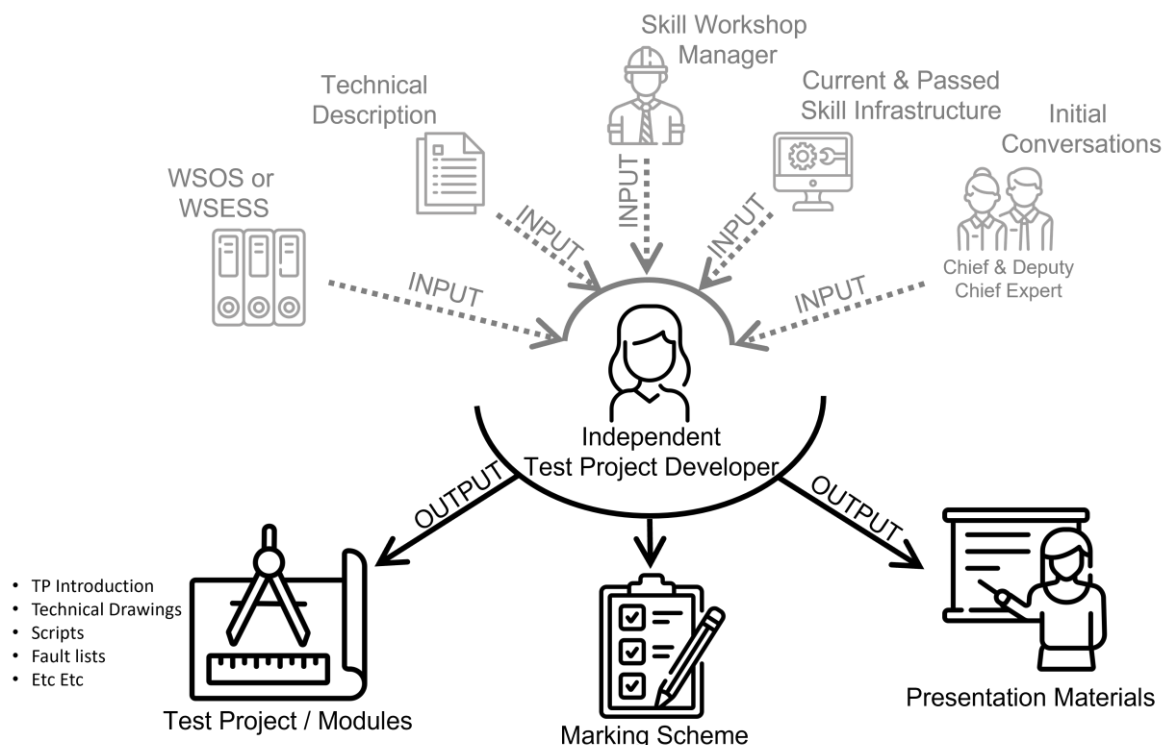 Skill Workshop
Manager
Technical
Description
Current & Passed
Skill Infrastructure
Initial
Conversations
WSOS or
WSESS
INPUT
INPUT
INPUT
INPUT
INPUT
Chief & Deputy
Chief Expert
Independent
Test Project Developer
OUTPUT
OUTPUT
• TP Introduction
• Technical Drawings
• Scripts
• Fault lists
• Etc Etc
Test Project / Modules
Marking Scheme
Presentation Materials